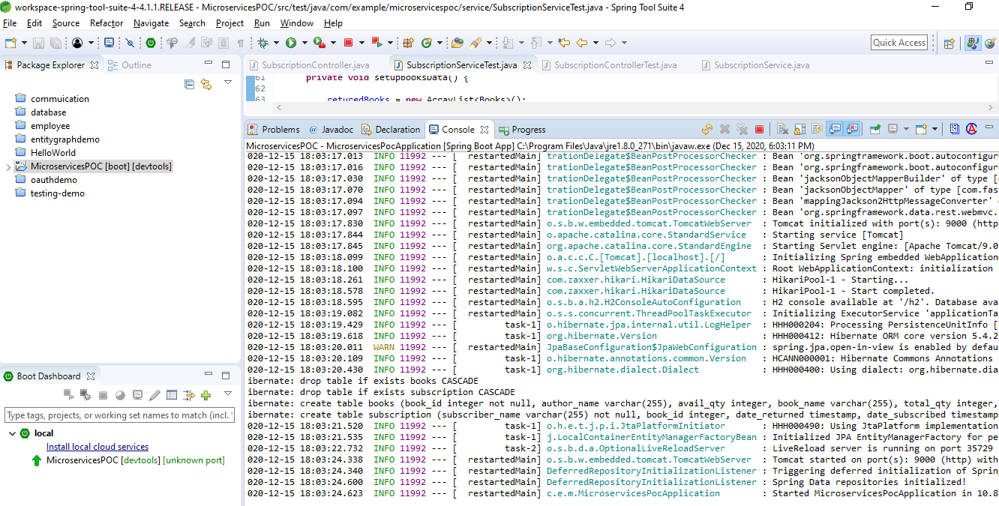 workspace-spring-tool-suite-4-4.1.1.RELEASE - MicroservicesPOC/src/test/java/com/example/microservicespoc/service/SubscriptionServiceTest.java - Spring Tool Suite 4
File Edit Source Refactor Navigate Search Project Run Window Help
Quick Access
Package Explorer Outline
commuication
database
employee
entitygraphdemo
HelloWorld
MicroservicesPOC [boot] [devtools]
oauthdemo
testing-demo
Boot Dashboard
Type tags, projects, or working set names to match (incl. *
local
Install local cloud services
MicroservicesPOC [devtools] [unknown port]
SubscriptionController.java SubscriptionServiceTest.java SubscriptionControllerTest.java SubscriptionService.java
61 private void setupBooksData() {
62
63 returedBooks = new ArrayList<Books>();
Problems @ Javadoc Declaration Console Progress
MicroservicesPOC - MicroservicesPocApplication [Spring Boot App] C:\Program Files\Java\jre1.8.0_271\bin\javaw.exe (Dec 15, 2020, 6:03:11 PM)
020-12-15 18:03:17.013 INFO 11992 --- [ restartedMain] trationDelegate$BeanPostProcessorChecker : Bean 'org.springframework.boot.autoconfigur
020-12-15 18:03:17.016 INFO 11992 --- [ restartedMain] trationDelegate$BeanPostProcessorChecker : Bean 'org.springframework.boot.autoconfigur
020-12-15 18:03:17.030 INFO 11992 --- [ restartedMain] trationDelegate$BeanPostProcessorChecker : Bean 'jacksonObjectMapperBuilder' of type [
020-12-15 18:03:17.070 INFO 11992 --- [ restartedMain] trationDelegate$BeanPostProcessorChecker : Bean 'jacksonObjectMapper' of type [com.fas
020-12-15 18:03:17.094 INFO 11992 --- [ restartedMain] trationDelegate$BeanPostProcessorChecker : Bean 'mappingJackson2HttpMessageConverter'
020-12-15 18:03:17.097 INFO 11992 --- [ restartedMain] trationDelegate$BeanPostProcessorChecker : Bean 'org.springframework.data.rest.webmvc.
020-12-15 18:03:17.830 INFO 11992 --- [ restartedMain] o.s.b.w.embedded.tomcat.TomcatWebServer : Tomcat initialized with port(s): 9000 (http
020-12-15 18:03:17.844 INFO 11992 --- [ restartedMain] o.apache.catalina.core.StandardService : Starting service [Tomcat]
020-12-15 18:03:17.845 INFO 11992 --- [ restartedMain] org.apache.catalina.core.StandardEngine : Starting Servlet engine: [Apache Tomcat/9.0
020-12-15 18:03:18.099 INFO 11992 --- [ restartedMain] o.a.c.c.C.[Tomcat].[localhost].[/] : Initializing Spring embedded WebApplication
020-12-15 18:03:18.100 INFO 11992 --- [ restartedMain] w.s.c.ServletWebServerApplicationContext : Root WebApplicationContext: initialization
020-12-15 18:03:18.261 INFO 11992 --- [ restartedMain] com.zaxxer.hikari.HikariDataSource : HikariPool-1 - Starting...
020-12-15 18:03:18.578 INFO 11992 --- [ restartedMain] com.zaxxer.hikari.HikariDataSource : HikariPool-1 - Start completed.
020-12-15 18:03:18.595 INFO 11992 --- [ restartedMain] o.s.b.a.h2.H2ConsoleAutoConfiguration : H2 console available at '/h2'. Database ava
020-12-15 18:03:19.082 INFO 11992 --- [ restartedMain] o.s.s.concurrent.ThreadPoolTaskExecutor : Initializing ExecutorService 'applicationTa
020-12-15 18:03:19.429 INFO 11992 --- [ task-1] o.hibernate.jpa.internal.util.LogHelper : HHH000204: Processing PersistenceUnitInfo [
020-12-15 18:03:19.618 INFO 11992 --- [ task-1] org.hibernate.Version : HHH000412: Hibernate ORM core version 5.4.2
020-12-15 18:03:20.011 WARN 11992 --- [ restartedMain] JpaBaseConfiguration$JpaWebConfiguration : spring.jpa.open-in-view is enabled by defau
020-12-15 18:03:20.109 INFO 11992 --- [ task-1] o.hibernate.annotations.common.Version : HCANN000001: Hibernate Commons Annotations
020-12-15 18:03:20.430 INFO 11992 --- [ task-1] org.hibernate.dialect.Dialect : HHH000400: Using dialect: org.hibernate.dia
ibernate: drop table if exists books CASCADE
ibernate: drop table if exists subscription CASCADE
ibernate: create table books (book_id integer not null, author_name varchar(255), avail_qty integer, book_name varchar(255), total_qty integer,
ibernate: create table subscription (subscriber_name varchar(255) not null, book_id integer, date_returned timestamp, date_subscribed timestamp
020-12-15 18:03:21.520 INFO 11992 --- [ task-1] o.h.e.t.j.p.i.JtaPlatformInitiator : HHH000490: Using JtaPlatform implementation
020-12-15 18:03:21.535 INFO 11992 --- [ task-1] j.LocalContainerEntityManagerFactoryBean : Initialized JPA EntityManagerFactory for pe
020-12-15 18:03:22.732 INFO 11992 --- [ task-2] o.s.b.d.a.OptionalLiveReloadServer : LiveReload server is running on port 35729
020-12-15 18:03:24.338 INFO 11992 --- [ restartedMain] o.s.b.w.embedded.tomcat.TomcatWebServer : Tomcat started on port(s): 9000 (http) with
020-12-15 18:03:24.340 INFO 11992 --- [ restartedMain] DeferredRepositoryInitializationListener : Triggering deferred initialization of Sprin
020-12-15 18:03:24.600 INFO 11992 --- [ restartedMain] DeferredRepositoryInitializationListener : Spring Data repositories initialized!
020-12-15 18:03:24.623 INFO 11992 --- [ restartedMain] c.e.m.MicroservicesPocApplication : Started MicroservicesPocApplication in 10.8